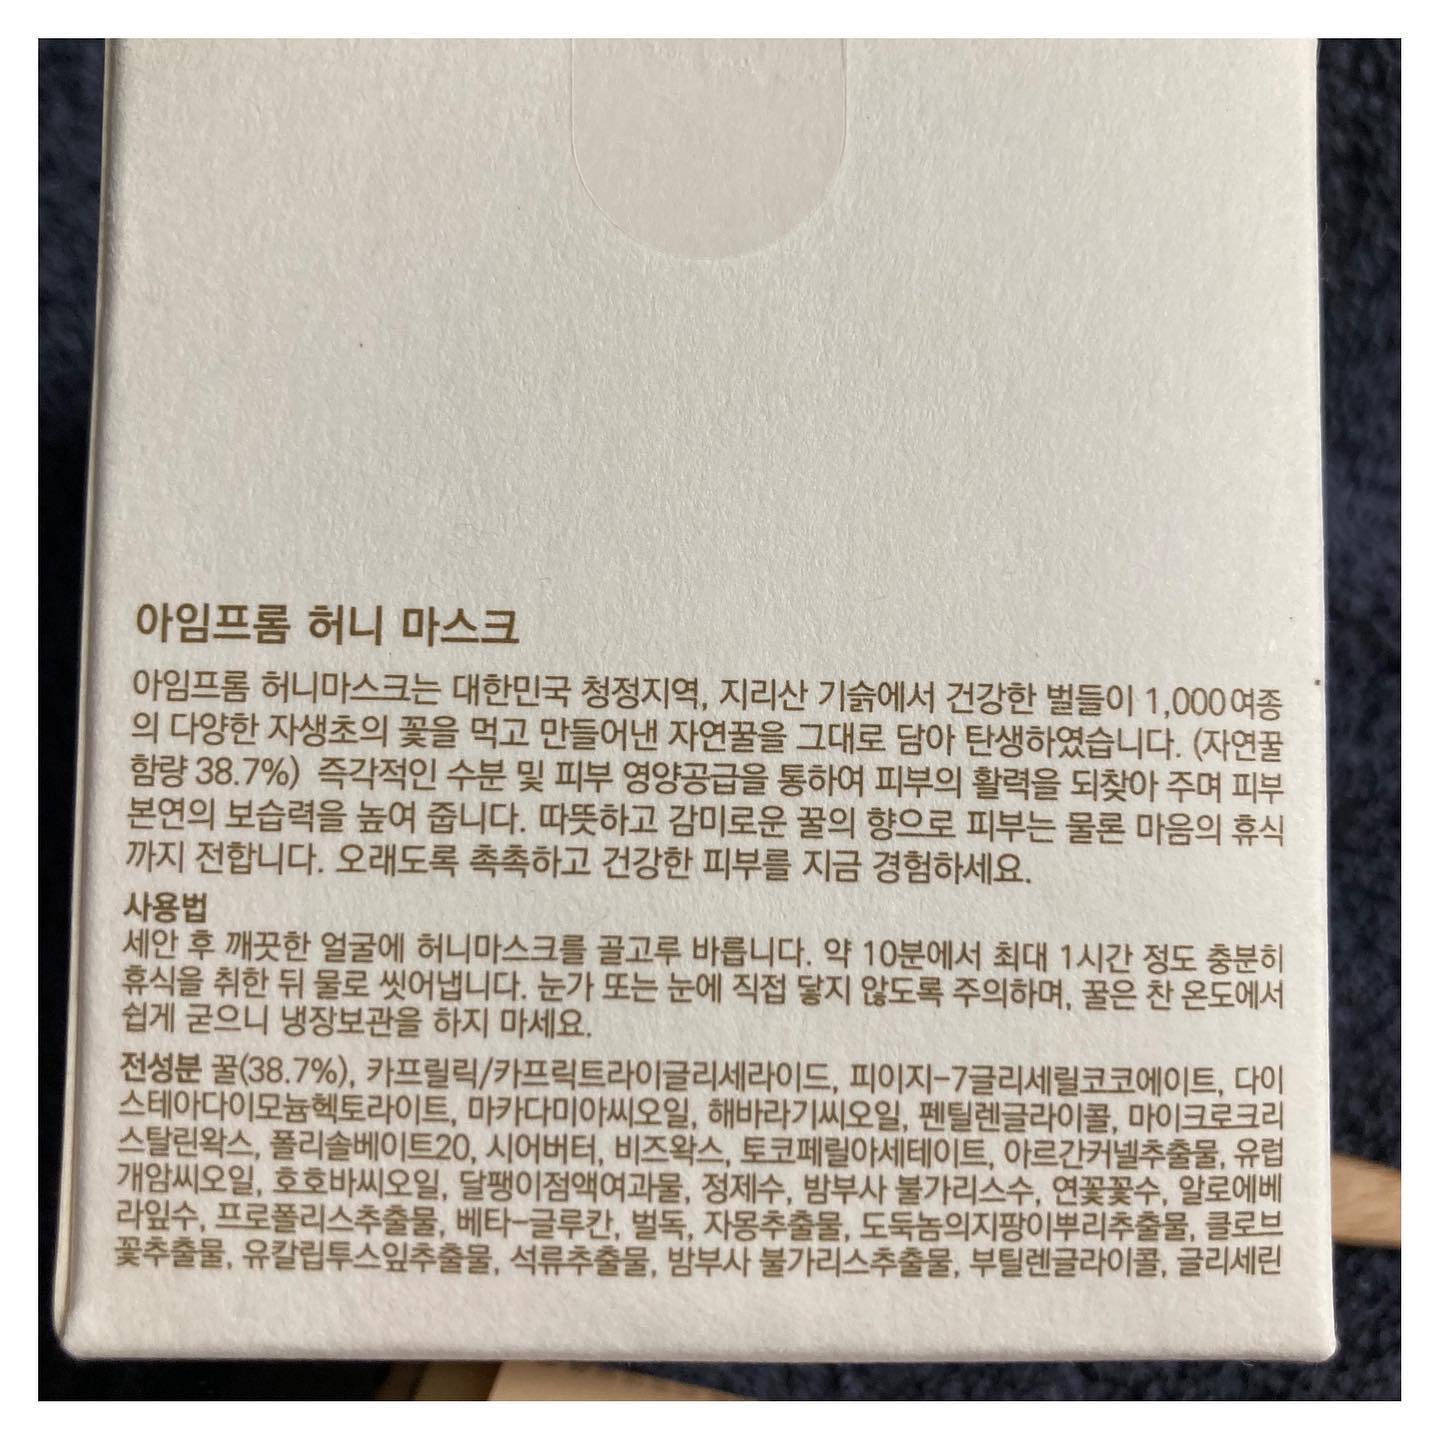 아임프롬 허니 마스크
아임프롬 허니마스크는 대한민국 청정지역, 지리산 기슭에서 건강한 벌들이 1,000여종
의 다양한 자생초의 꽃을 먹고 만들어낸 자연꿀을 그대로 담아 탄생하였습니다. (자연꿀
함량 38.7%) 즉각적인 수분 및 피부 영양공급을 통하여 피부의 활력을 되찾아 주며 피부
본연의 보습력을 높여 줍니다. 따뜻하고 감미로운 꿀의 향으로 피부는 물론 마음의 휴식
까지 전합니다. 오래도록 촉촉하고 건강한 피부를 지금 경험하세요.
사용법
세안 후 깨끗한 얼굴에 허니마스크를 골고루 바릅니다. 약 10분에서 최대 1시간 정도 충분히
휴식을 취한 뒤 물로 씻어냅니다. 눈가 또는 눈에 직접 닿지 않도록 주의하며, 꿀은 찬 온도에서
쉽게 굳으니 냉장보관을 하지 마세요.
전성분 꿀(38.7%), 카프릴릭/카프릭트라이글리세라이드, 피이지-7글리세릴코코에이트, 다이
스테아다이모늄헥토라이트, 마카다미아씨오일, 해바라기씨오일, 펜틸렌글라이콜, 마이크로크리
스탈린왁스, 폴리솔베이트20, 시어버터, 비즈왁스, 토코페릴아세테이트, 아르간커넬추출물, 유럽
개암씨오일, 호호바씨오일, 달팽이점액여과물, 정제수, 밤부사 불가리스수, 연꽃꽃수, 알로에베
라잎수, 프로폴리스추출물, 베타-글루칸, 벌독, 자몽추출물, 도둑놈의지팡이뿌리추출물, 클로브
꽃추출물, 유칼립투스잎추출물, 석류추출물, 밤부사 불가리스추출물, 부틸렌글라이콜, 글리세린